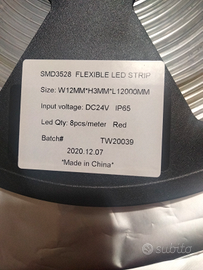 SMD3528 FLEXIBLE LED STRIP
Size: W12MM*H3MM*L12000MM
Input voltage: DC24V IP65
Led Qty: 8pcs/meter Red
Batch# TW20039
2020.12.07
*Made in China*
subito